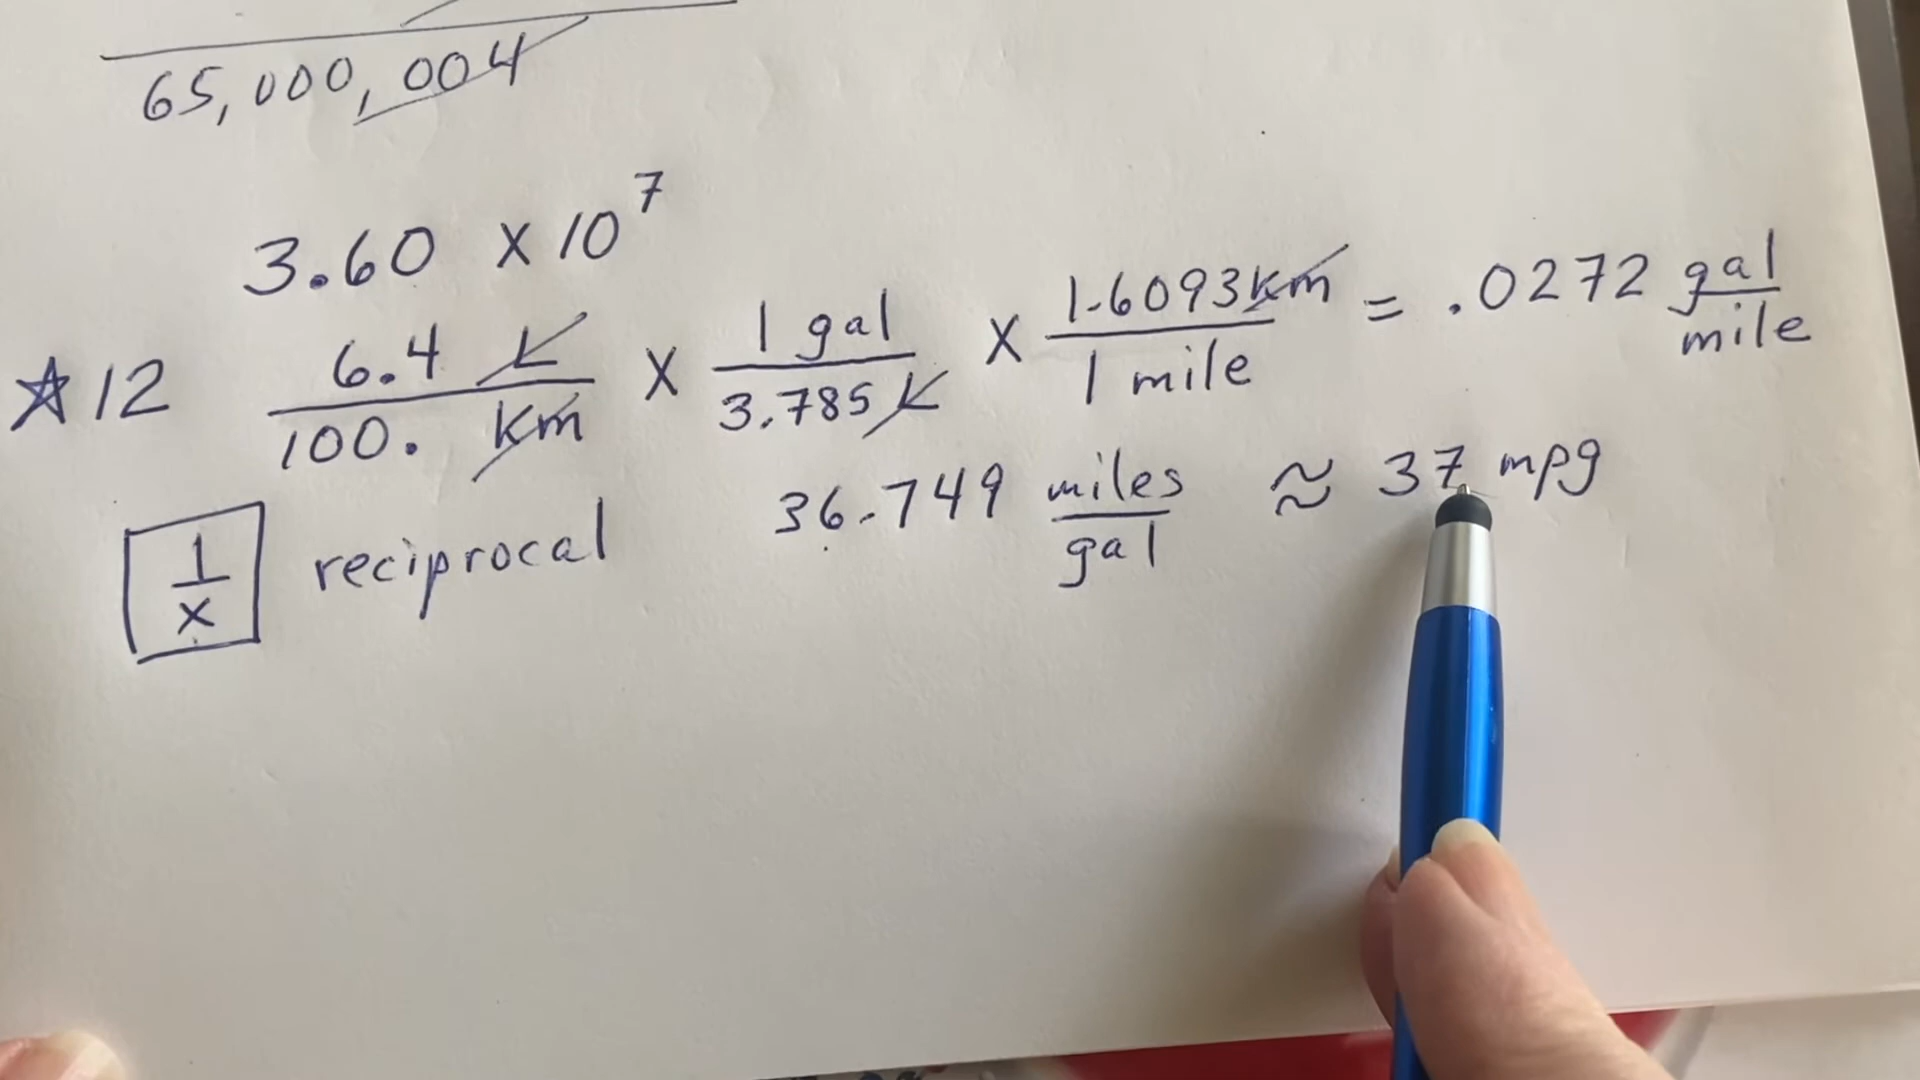 65,000,004
3.60 x 10^7
☆12 6.4 L / 100. km x 1 gal / 3.785 L x 1.6093 km / 1 mile = .0272 gal / mile
36.749 miles / gal ≈ 37 mpg
1/x reciprocal